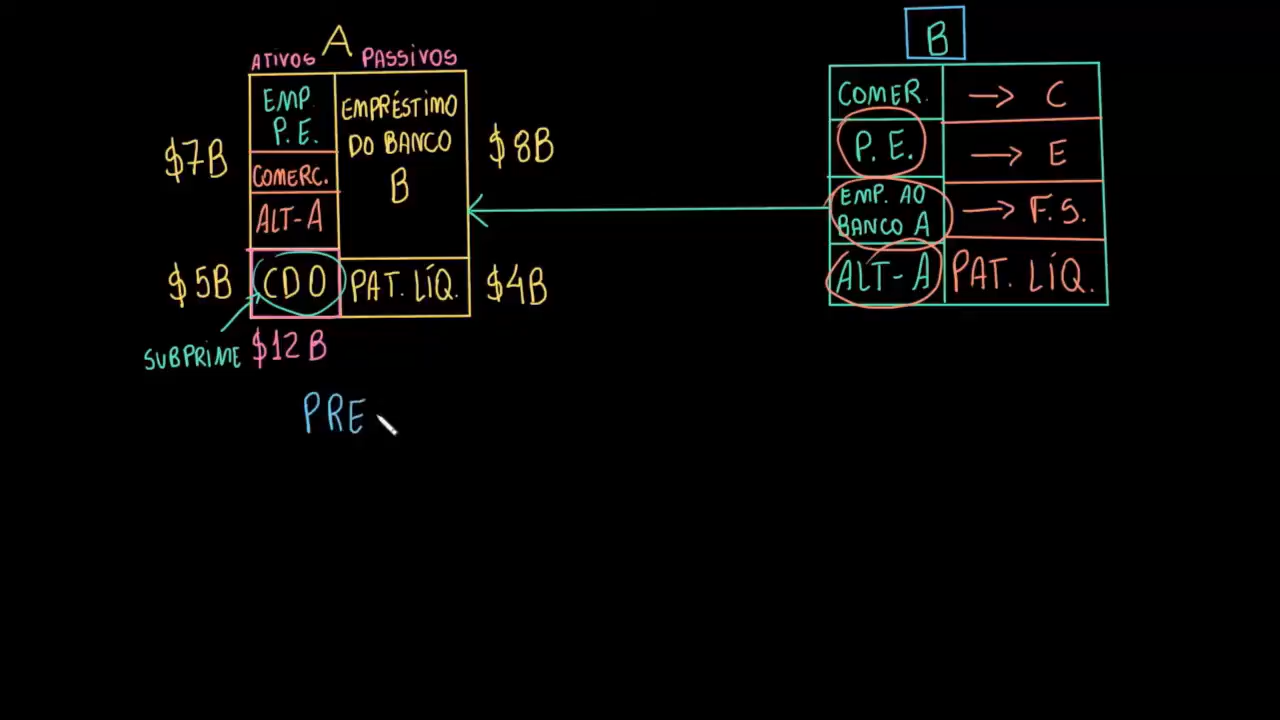 A
ATIVOS PASSIVOS
EMP.
P.E.
COMERC.
ALT-A
CDO
EMPRÉSTIMO
DO BANCO
B
PAT. LÍQ.
$7B
$5B
$8B
$4B
SUBPRIME
$12B
PRE
B
COMER. → C
P.E. → E
EMP. AO
BANCO A → F.S.
ALT-A PAT. LÍQ.